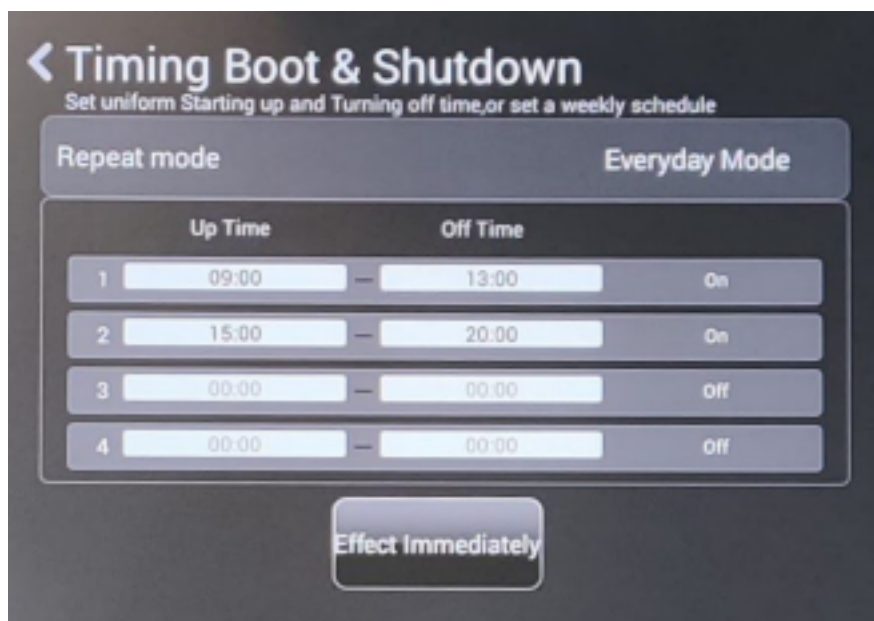 Timing Boot & Shutdown
Set uniform Starting up and Turning off time,or set a weekly schedule
Repeat mode Everyday Mode
Up Time Off Time
1 09:00 — 13:00 On
2 15:00 — 20:00 On
3 00:00 — 00:00 Off
4 00:00 — 00:00 Off
Effect Immediately